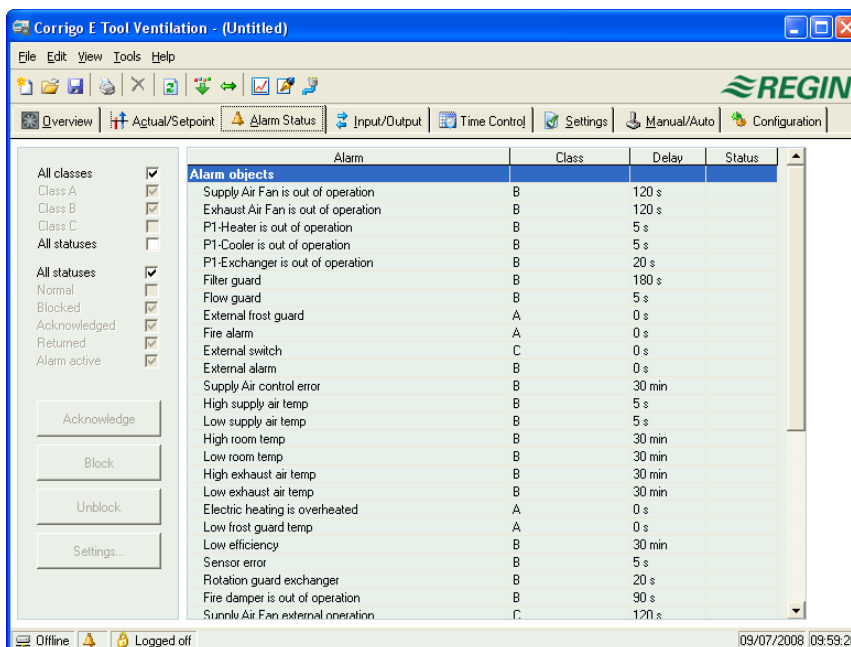 Corrigo E Tool Ventilation - (Untitled)
File Edit View Tools Help
REGIN
Overview Actual/Setpoint Alarm Status Input/Output Time Control Settings Manual/Auto Configuration
Alarm Class Delay Status
All classes
Class A
Class B
Class C
All statuses
All statuses
Normal
Blocked
Acknowledged
Returned
Alarm active
Acknowledge
Block
Unblock
Settings...
Alarm objects
Supply Air Fan is out of operation B 120 s
Exhaust Air Fan is out of operation B 120 s
P1-Heater is out of operation B 5 s
P1-Cooler is out of operation B 5 s
P1-Exchanger is out of operation B 20 s
Filter guard B 180 s
Flow guard B 5 s
External frost guard A 0 s
Fire alarm A 0 s
External switch C 0 s
External alarm B 0 s
Supply Air control error B 30 min
High supply air temp B 5 s
Low supply air temp B 5 s
High room temp B 30 min
Low room temp B 30 min
High exhaust air temp B 30 min
Low exhaust air temp B 30 min
Electric heating is overheated A 0 s
Low frost guard temp A 0 s
Low efficiency B 30 min
Sensor error B 5 s
Rotation guard exchanger B 20 s
Fire damper is out of operation B 90 s
Supply Air Fan external operation C 120 s
Offline Logged off 09/07/2008 09:59:2